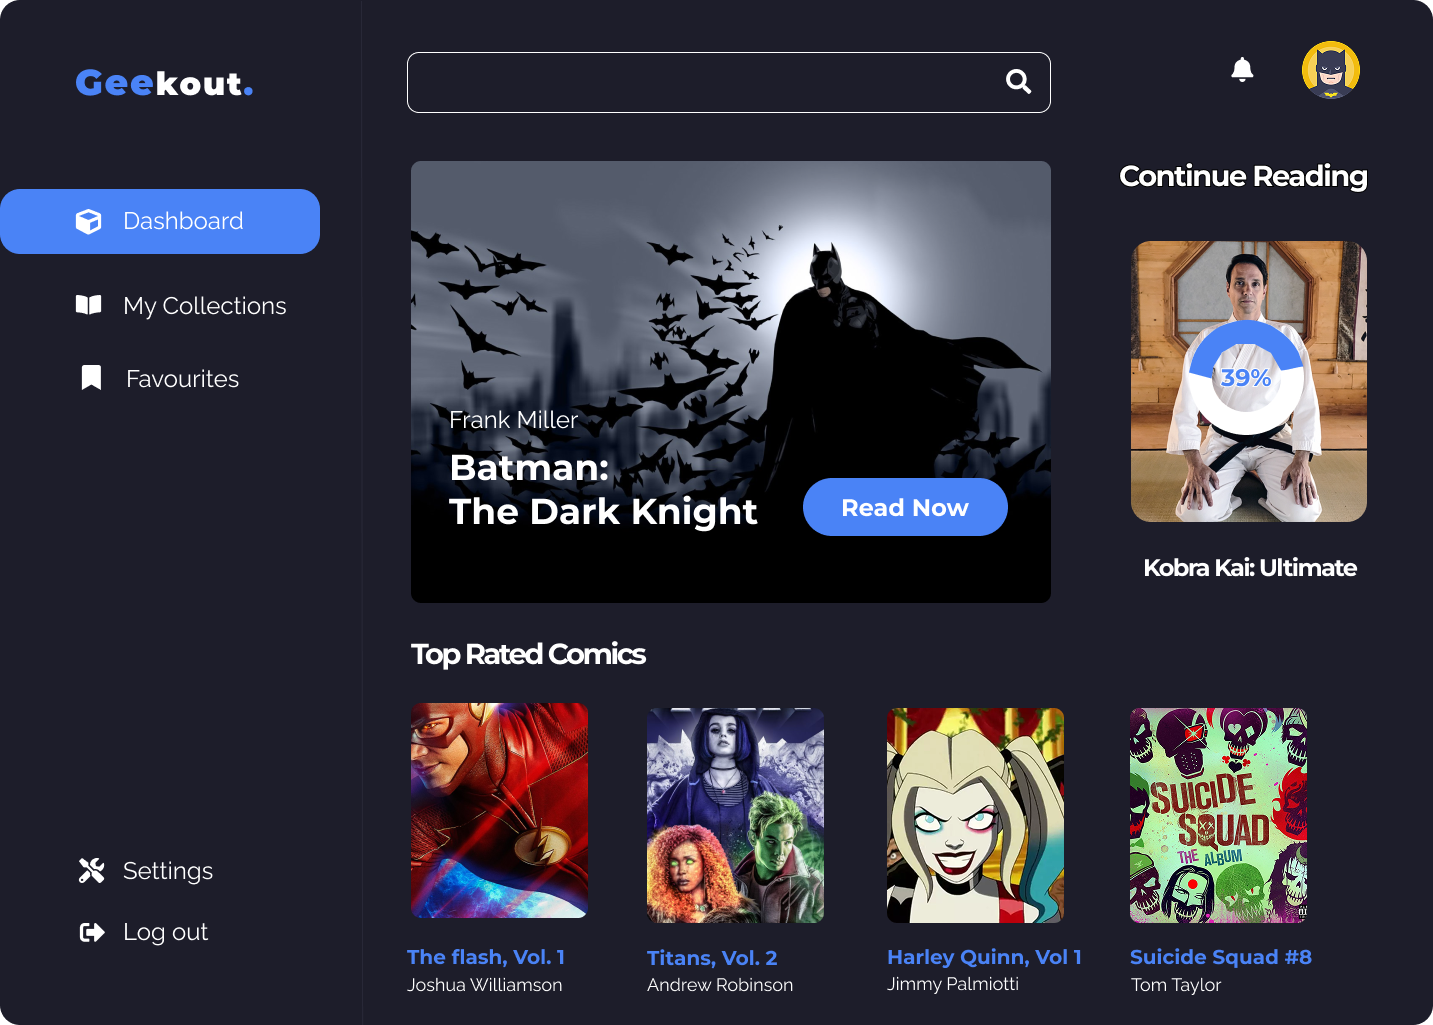 Geekout.
Dashboard
My Collections
Favourites
Settings
Log out
Frank Miller
Batman:
The Dark Knight
Read Now
Continue Reading
39%
Kobra Kai: Ultimate
Top Rated Comics
SUICIDE
SQUAD
THE ALBUM
The flash, Vol. 1
Joshua Williamson
Titans, Vol. 2
Andrew Robinson
Harley Quinn, Vol 1
Jimmy Palmiotti
Suicide Squad #8
Tom Taylor